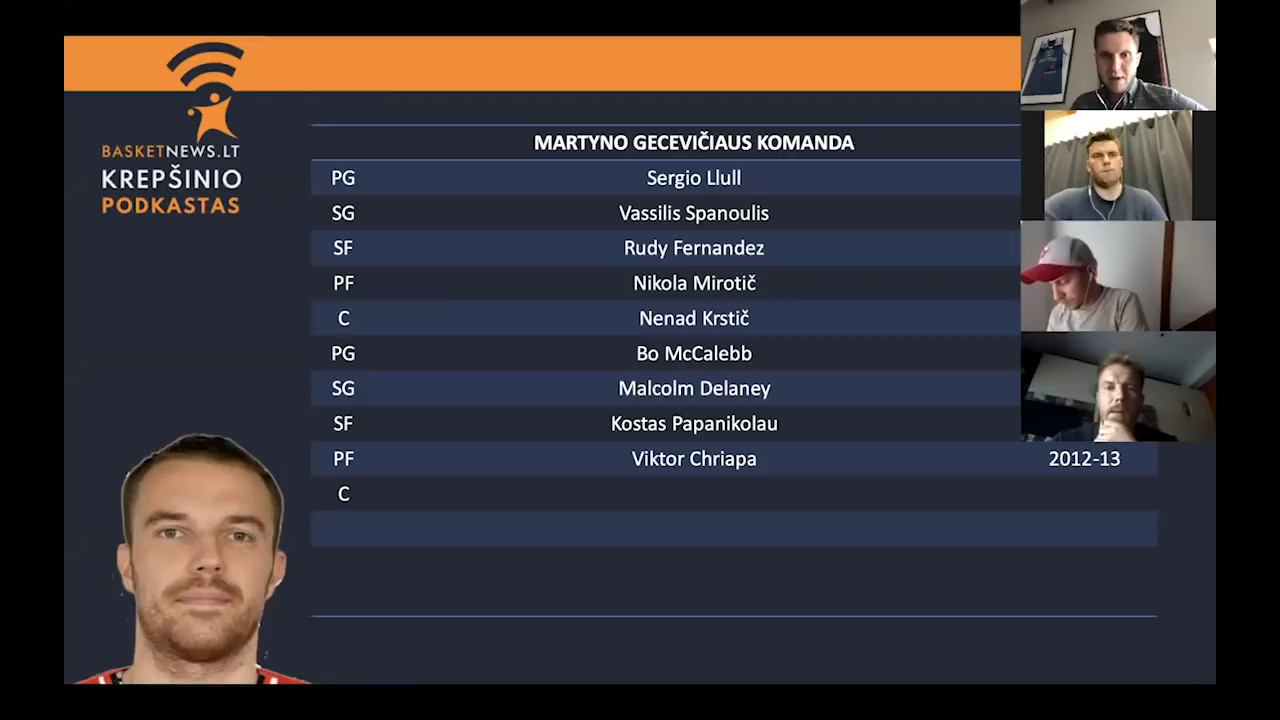 BASKETNEWS.LT
KREPŠINIO
PODKASTAS
MARTYNO GECEVIČIAUS KOMANDA
PG Sergio Llull
SG Vassilis Spanoulis
SF Rudy Fernandez
PF Nikola Mirotič
C Nenad Krstič
PG Bo McCalebb
SG Malcolm Delaney
SF Kostas Papanikolau
PF Viktor Chriapa 2012-13
C